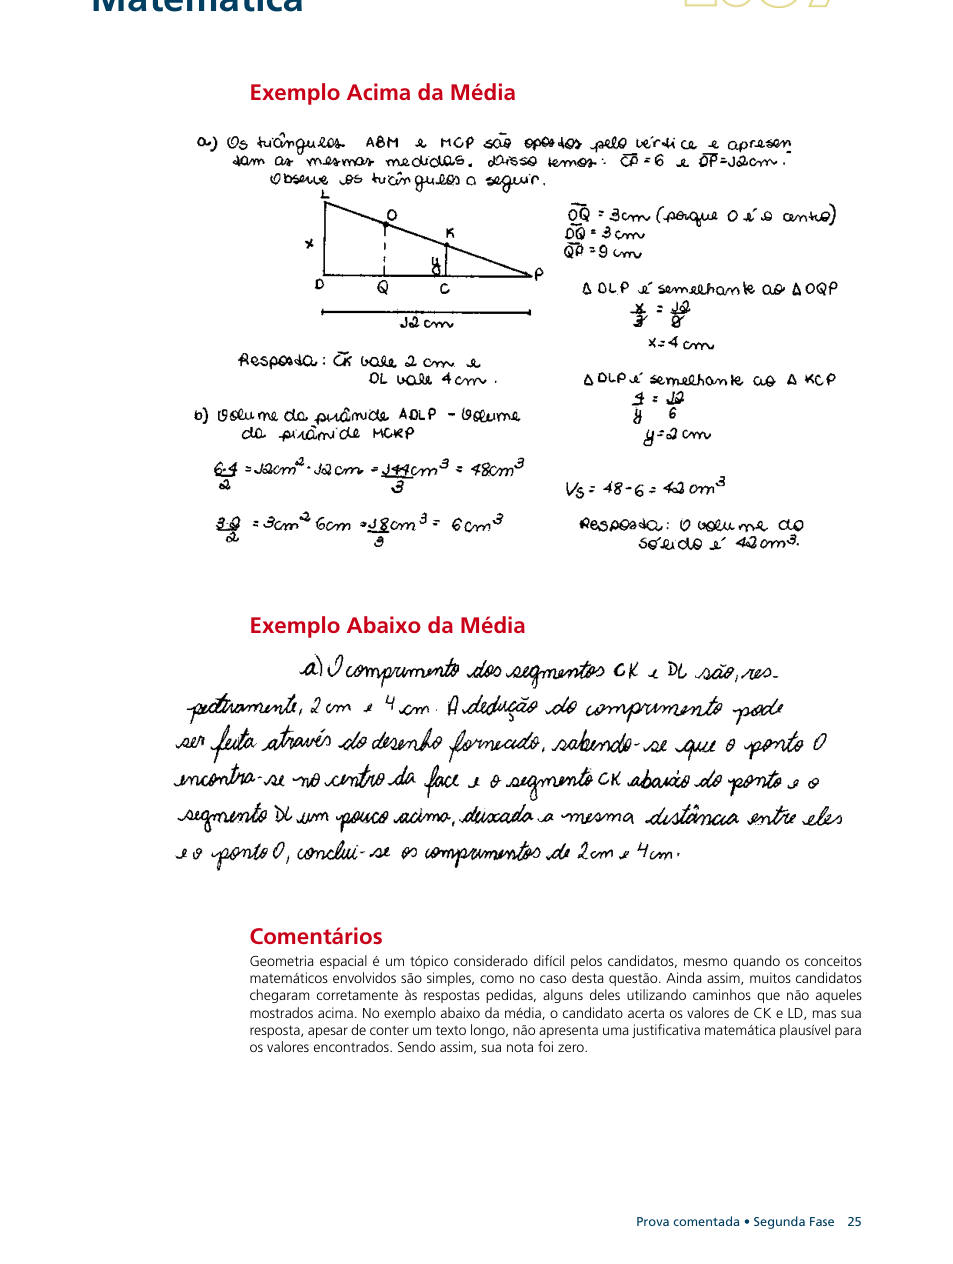 Matemática
Exemplo Acima da Média
a) Os triângulos ABM e MCP são opostos pelo vértice e apresen
tam as mesmas medidas. daisso temos: CP = 6 e DP = 12 cm.
Observe os triângulos a seguir.
L
O
K
x
y
D Q C P
12 cm
OQ = 3 cm (porque O é o centro)
DQ = 3 cm
QP = 9 cm
Δ DLP é semelhante ao Δ OQP
x/3 = 12/9
x = 4 cm
Δ DLP é semelhante ao Δ KCP
4/y = 12/6
y = 2 cm
Resposta: CK vale 2 cm e
DL vale 4 cm.
b) Volume da pirâmide ADLP - Volume
da pirâmide MCKP
6·4/2 = 12cm² · 12 cm = 144cm³/3 = 48cm³
3·2/2 = 3cm² 6cm = 18cm³/3 = 6cm³
Vs = 48 - 6 = 42 cm³
Resposta: O volume do
sólido é 42 cm³.
Exemplo Abaixo da Média
a) O comprimento dos segmentos CK e DL são, res-
pectivamente, 2 cm e 4 cm. A dedução do comprimento pode
ser feita através do desenho fornecido, sabendo-se que o ponto O
encontra-se no centro da face e o segmento CK abaixo do ponto e o
segmento DL um pouco acima, deixada a mesma distância entre eles
e o ponto O, conclui-se os comprimentos de 2cm e 4cm.
Comentários
Geometria espacial é um tópico considerado difícil pelos candidatos, mesmo quando os conceitos
matemáticos envolvidos são simples, como no caso desta questão. Ainda assim, muitos candidatos
chegaram corretamente às respostas pedidas, alguns deles utilizando caminhos que não aqueles
mostrados acima. No exemplo abaixo da média, o candidato acerta os valores de CK e LD, mas sua
resposta, apesar de conter um texto longo, não apresenta uma justificativa matemática plausível para
os valores encontrados. Sendo assim, sua nota foi zero.
Prova comentada • Segunda Fase 25